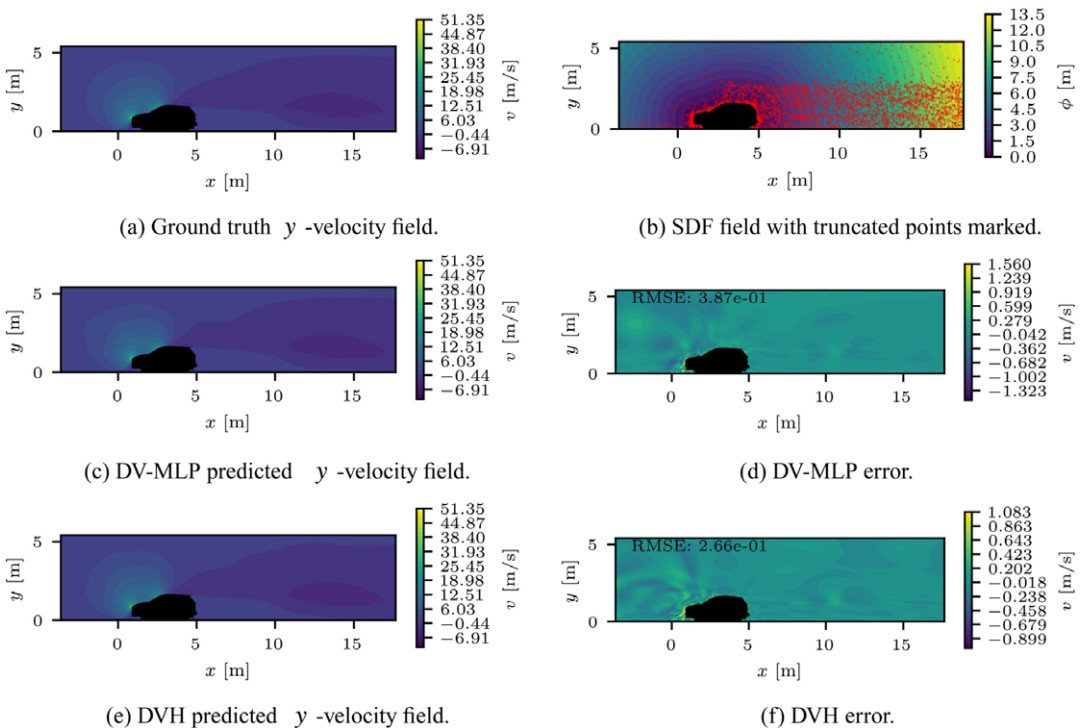 51.35
44.87
38.40
31.93
25.46
18.98
12.51
6.03
−0.44
−6.91
v [m/s]
5
0
y [m]
0 5 10 15
x [m]
(a) Ground truth y -velocity field.
13.5
12.0
10.5
9.0
7.5
6.0
4.5
3.0
1.5
0.0
ϕ [m]
5
0
y [m]
0 5 10 15
x [m]
(b) SDF field with truncated points marked.
51.35
44.87
38.40
31.93
25.46
18.98
12.51
6.03
−0.44
−6.91
v [m/s]
5
0
y [m]
0 5 10 15
x [m]
(c) DV-MLP predicted y -velocity field.
RMSE: 3.87e-01
1.560
1.239
0.919
0.599
0.279
−0.042
−0.362
−0.682
−1.002
−1.323
v [m/s]
5
0
y [m]
0 5 10 15
x [m]
(d) DV-MLP error.
51.35
44.87
38.40
31.93
25.46
18.98
12.51
6.03
−0.44
−6.91
v [m/s]
5
0
y [m]
0 5 10 15
x [m]
(e) DVH predicted y -velocity field.
RMSE: 2.66e-01
1.083
0.863
0.643
0.423
0.202
−0.018
−0.238
−0.458
−0.679
−0.899
v [m/s]
5
0
y [m]
0 5 10 15
x [m]
(f) DVH error.